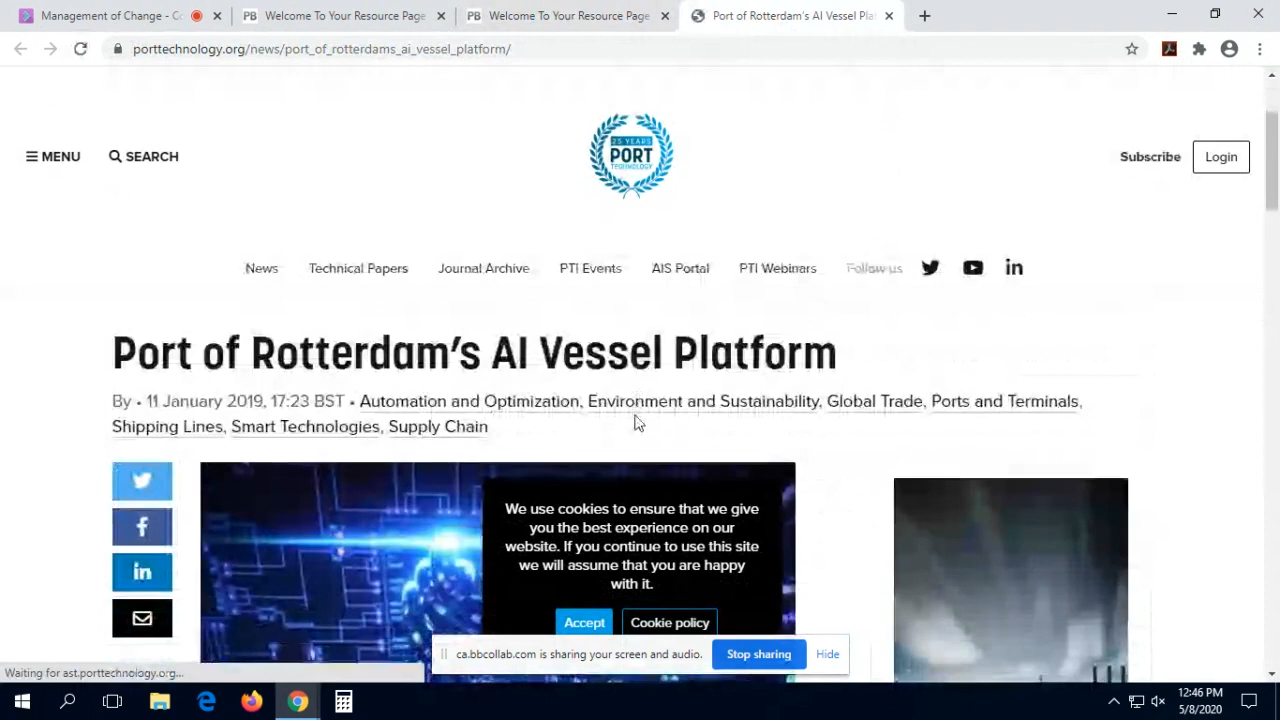 Management of Change - Co
Welcome To Your Resource Page
Welcome To Your Resource Page
Port of Rotterdam's AI Vessel Plat
porttechnology.org/news/port_of_rotterdams_ai_vessel_platform/
MENU
SEARCH
25 YEARS
PORT
TECHNOLOGY
Subscribe
Login
News
Technical Papers
Journal Archive
PTI Events
AIS Portal
PTI Webinars
Follow us
Port of Rotterdam's AI Vessel Platform
By • 11 January 2019, 17:23 BST • Automation and Optimization, Environment and Sustainability, Global Trade, Ports and Terminals,
Shipping Lines, Smart Technologies, Supply Chain
We use cookies to ensure that we give
you the best experience on our
website. If you continue to use this site
we will assume that you are happy
with it.
Accept
Cookie policy
ca.bbcollab.com is sharing your screen and audio.
Stop sharing
Hide
Waiting for ast.porttechnology.org...
12:46 PM
5/8/2020